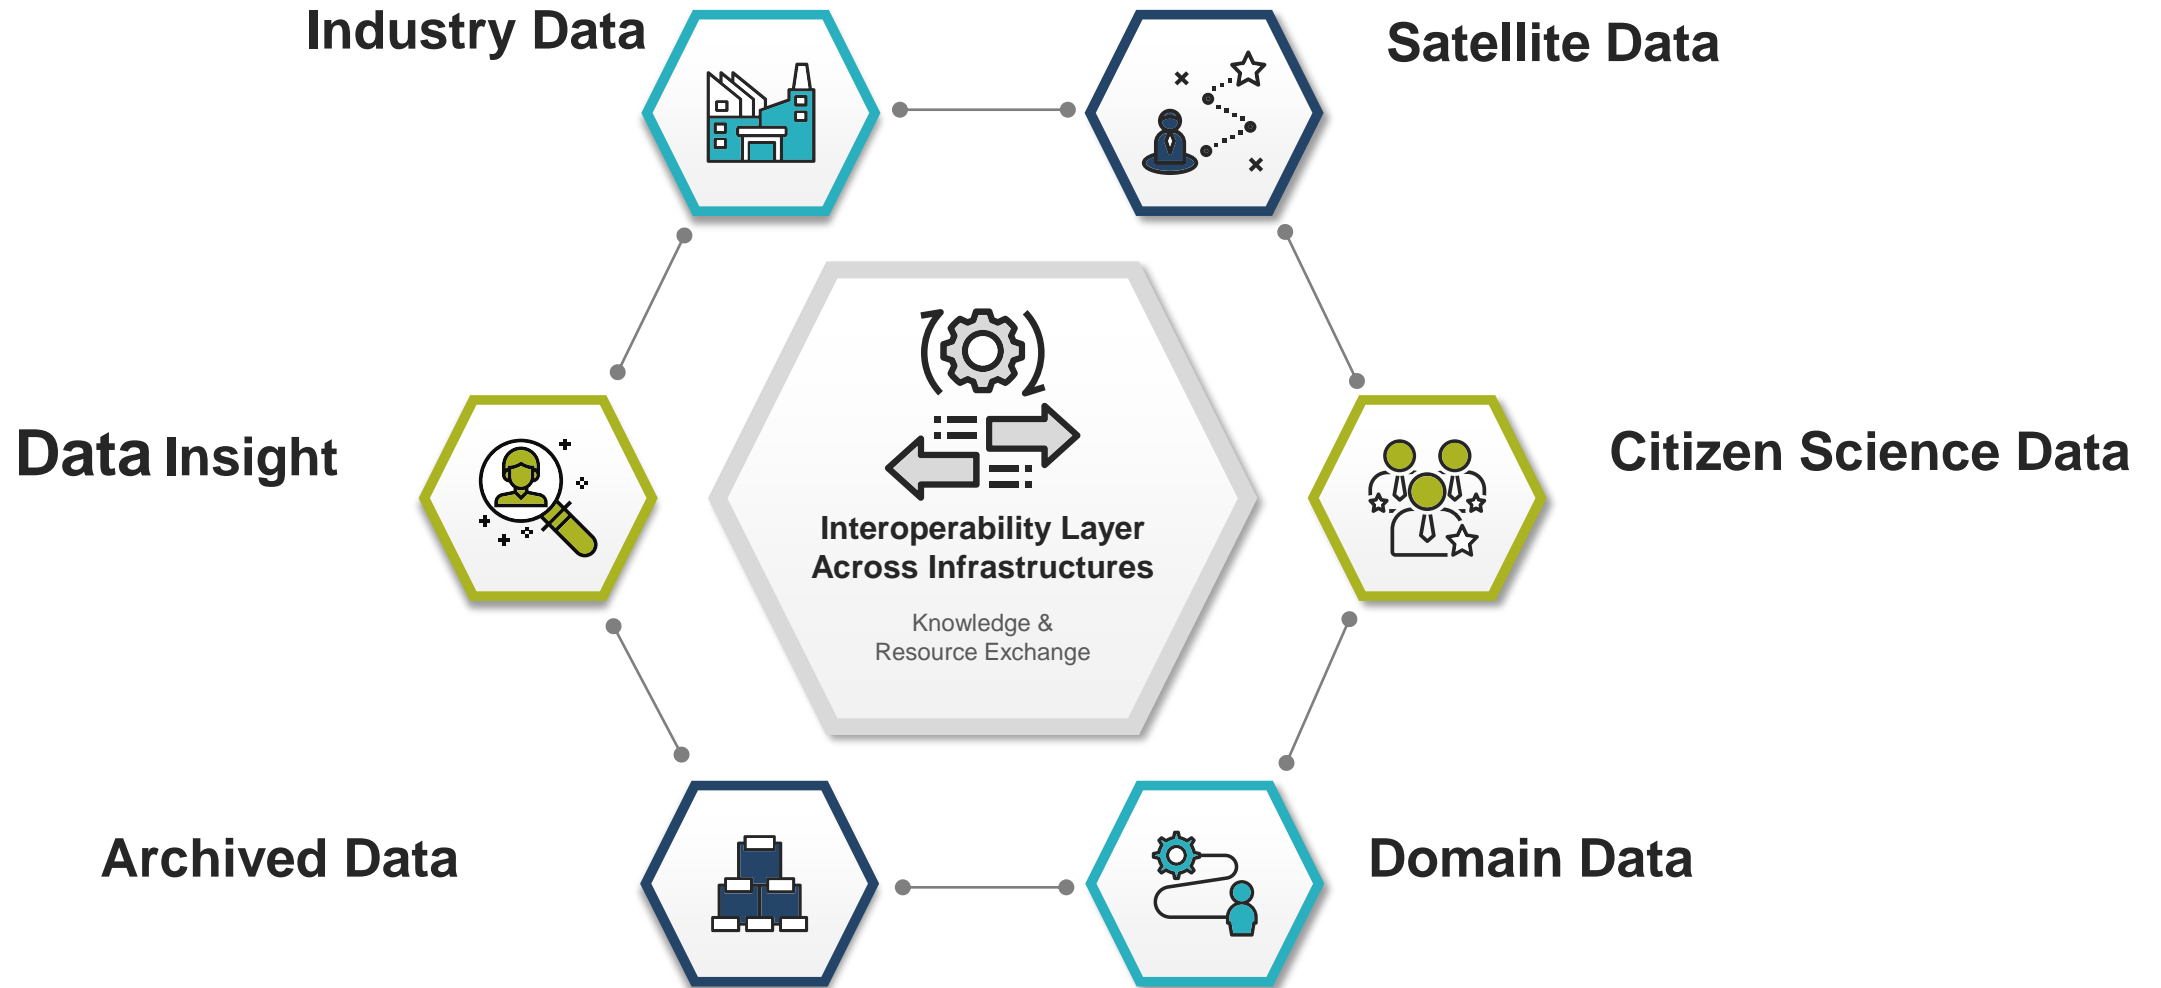 Industry Data
Satellite Data
Data Insight
Citizen Science Data
Interoperability Layer
Across Infrastructures
Knowledge &
Resource Exchange
Archived Data
Domain Data